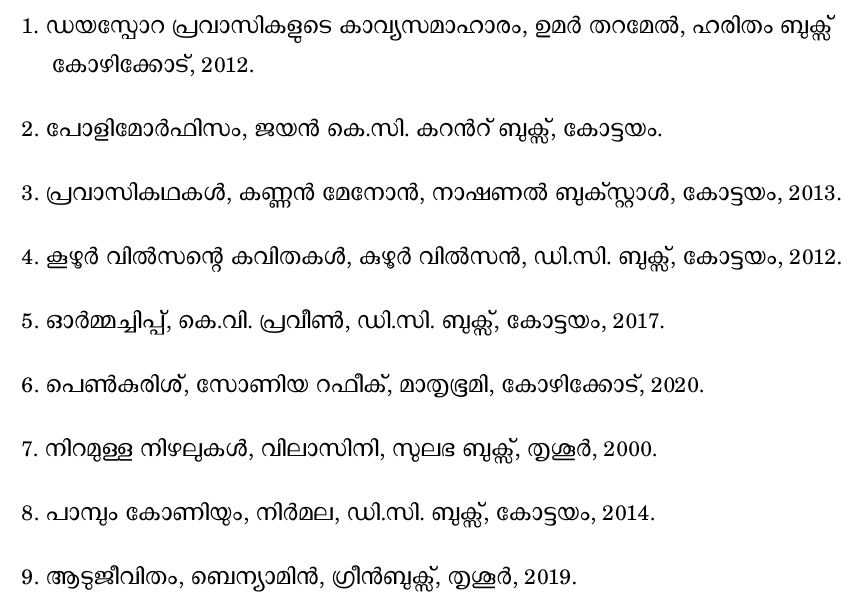 1. ഡയസ്പോറ പ്രവാസികളുടെ കാവ്യസമാഹാരം, ഉമർ തറമേൽ, ഹരിതം ബുക്സ്
കോഴിക്കോട്, 2012.
2. പോളിമോർഫിസം, ജയൻ കെ.സി. കറൻറ് ബുക്സ്, കോട്ടയം.
3. പ്രവാസികഥകൾ, കണ്ണൻ മേനോൻ, നാഷണൽ ബുക്സ്റ്റാൾ, കോട്ടയം, 2013.
4. കൂഴൂർ വിൽസന്റെ കവിതകൾ, കുഴൂർ വിൽസൻ, ഡി.സി. ബുക്സ്, കോട്ടയം, 2012.
5. ഓർമ്മച്ചിപ്പ്, കെ.വി. പ്രവീൺ, ഡി.സി. ബുക്സ്, കോട്ടയം, 2017.
6. പെൺകുരിശ്, സോണിയ റഫീക്, മാതൃഭൂമി, കോഴിക്കോട്, 2020.
7. നിറമുള്ള നിഴലുകൾ, വിലാസിനി, സുലഭ ബുക്സ്, തൃശൂർ, 2000.
8. പാമ്പും കോണിയും, നിർമല, ഡി.സി. ബുക്സ്, കോട്ടയം, 2014.
9. ആടുജീവിതം, ബെന്യാമിൻ, ഗ്രീൻബുക്സ്, തൃശൂർ, 2019.